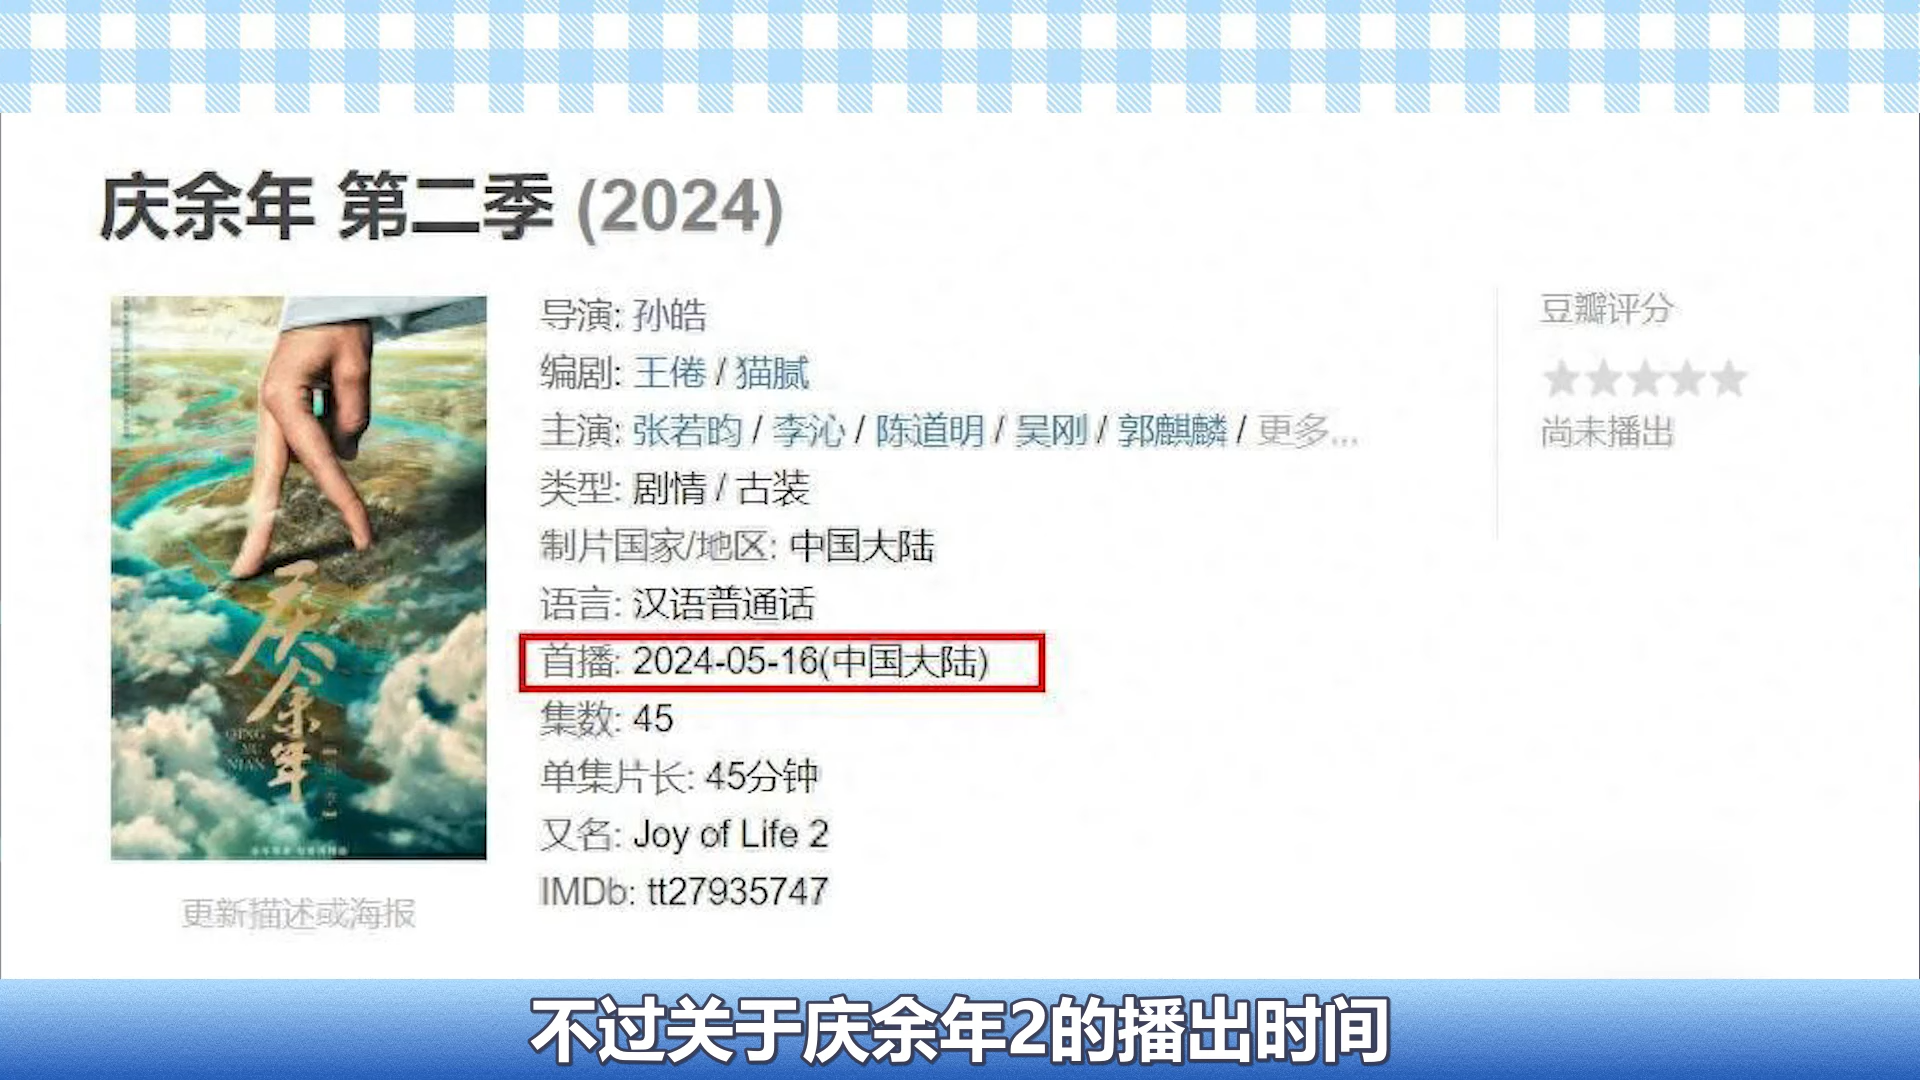 庆余年 第二季 (2024)
导演: 孙皓
编剧: 王倦 / 猫腻
主演: 张若昀 / 李沁 / 陈道明 / 吴刚 / 郭麒麟 / 更多...
类型: 剧情 / 古装
制片国家/地区: 中国大陆
语言: 汉语普通话
首播: 2024-05-16(中国大陆)
集数: 45
单集片长: 45分钟
又名: Joy of Life 2
IMDb: tt27935747
豆瓣评分
尚未播出
庆余年
QING
YU
NIAN
更新描述或海报
不过关于庆余年2的播出时间